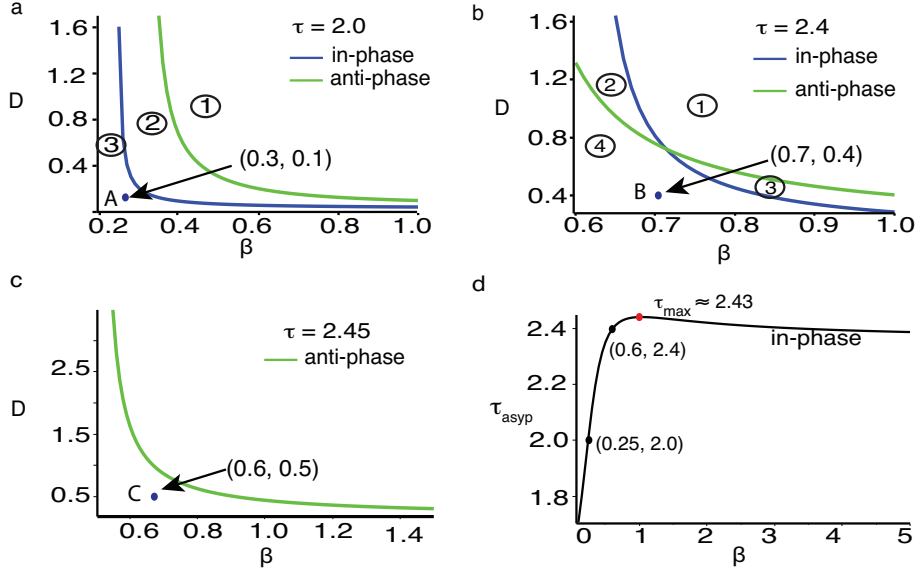 a
τ = 2.0
in-phase
anti-phase
D
1.6
1.2
0.8
0.4
1
2
3
A
(0.3, 0.1)
0.2 0.4 0.6 0.8 1.0
β
b
τ = 2.4
in-phase
anti-phase
D
1.6
1.2
0.8
0.4
2
1
4
3
B
(0.7, 0.4)
0.6 0.7 0.8 0.9 1.0
β
c
τ = 2.45
anti-phase
D
2.5
1.5
0.5
C
(0.6, 0.5)
0.6 0.8 1.0 1.2 1.4
β
d
τmax ≈ 2.43
in-phase
(0.6, 2.4)
(0.25, 2.0)
τasyp
2.4
2.2
2.0
1.8
0 1 2 3 4 5
β